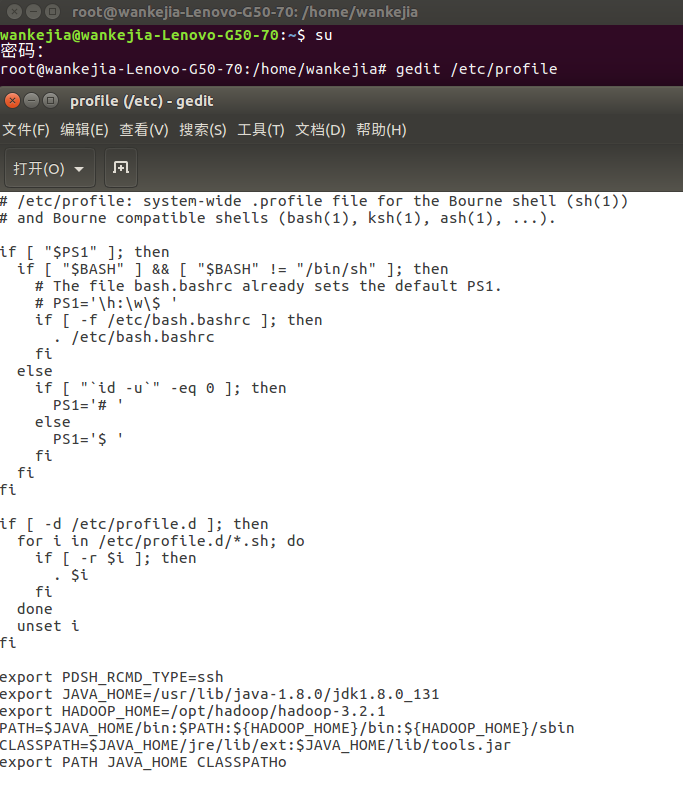 root@wankejia-Lenovo-G50-70: /home/wankejia
wankejia@wankejia-Lenovo-G50-70:~$ su
密码：
root@wankejia-Lenovo-G50-70:/home/wankejia# gedit /etc/profile
profile (/etc) - gedit
文件(F) 编辑(E) 查看(V) 搜索(S) 工具(T) 文档(D) 帮助(H)
打开(O)
# /etc/profile: system-wide .profile file for the Bourne shell (sh(1))
# and Bourne compatible shells (bash(1), ksh(1), ash(1), ...).
if [ "$PS1" ]; then
  if [ "$BASH" ] && [ "$BASH" != "/bin/sh" ]; then
    # The file bash.bashrc already sets the default PS1.
    # PS1='\h:\w\$ '
    if [ -f /etc/bash.bashrc ]; then
      . /etc/bash.bashrc
    fi
  else
    if [ "`id -u`" -eq 0 ]; then
      PS1='# '
    else
      PS1='$ '
    fi
  fi
fi
if [ -d /etc/profile.d ]; then
  for i in /etc/profile.d/*.sh; do
    if [ -r $i ]; then
      . $i
    fi
  done
  unset i
fi
export PDSH_RCMD_TYPE=ssh
export JAVA_HOME=/usr/lib/java-1.8.0/jdk1.8.0_131
export HADOOP_HOME=/opt/hadoop/hadoop-3.2.1
PATH=$JAVA_HOME/bin:$PATH:${HADOOP_HOME}/bin:${HADOOP_HOME}/sbin
CLASSPATH=$JAVA_HOME/jre/lib/ext:$JAVA_HOME/lib/tools.jar
export PATH JAVA_HOME CLASSPATHo